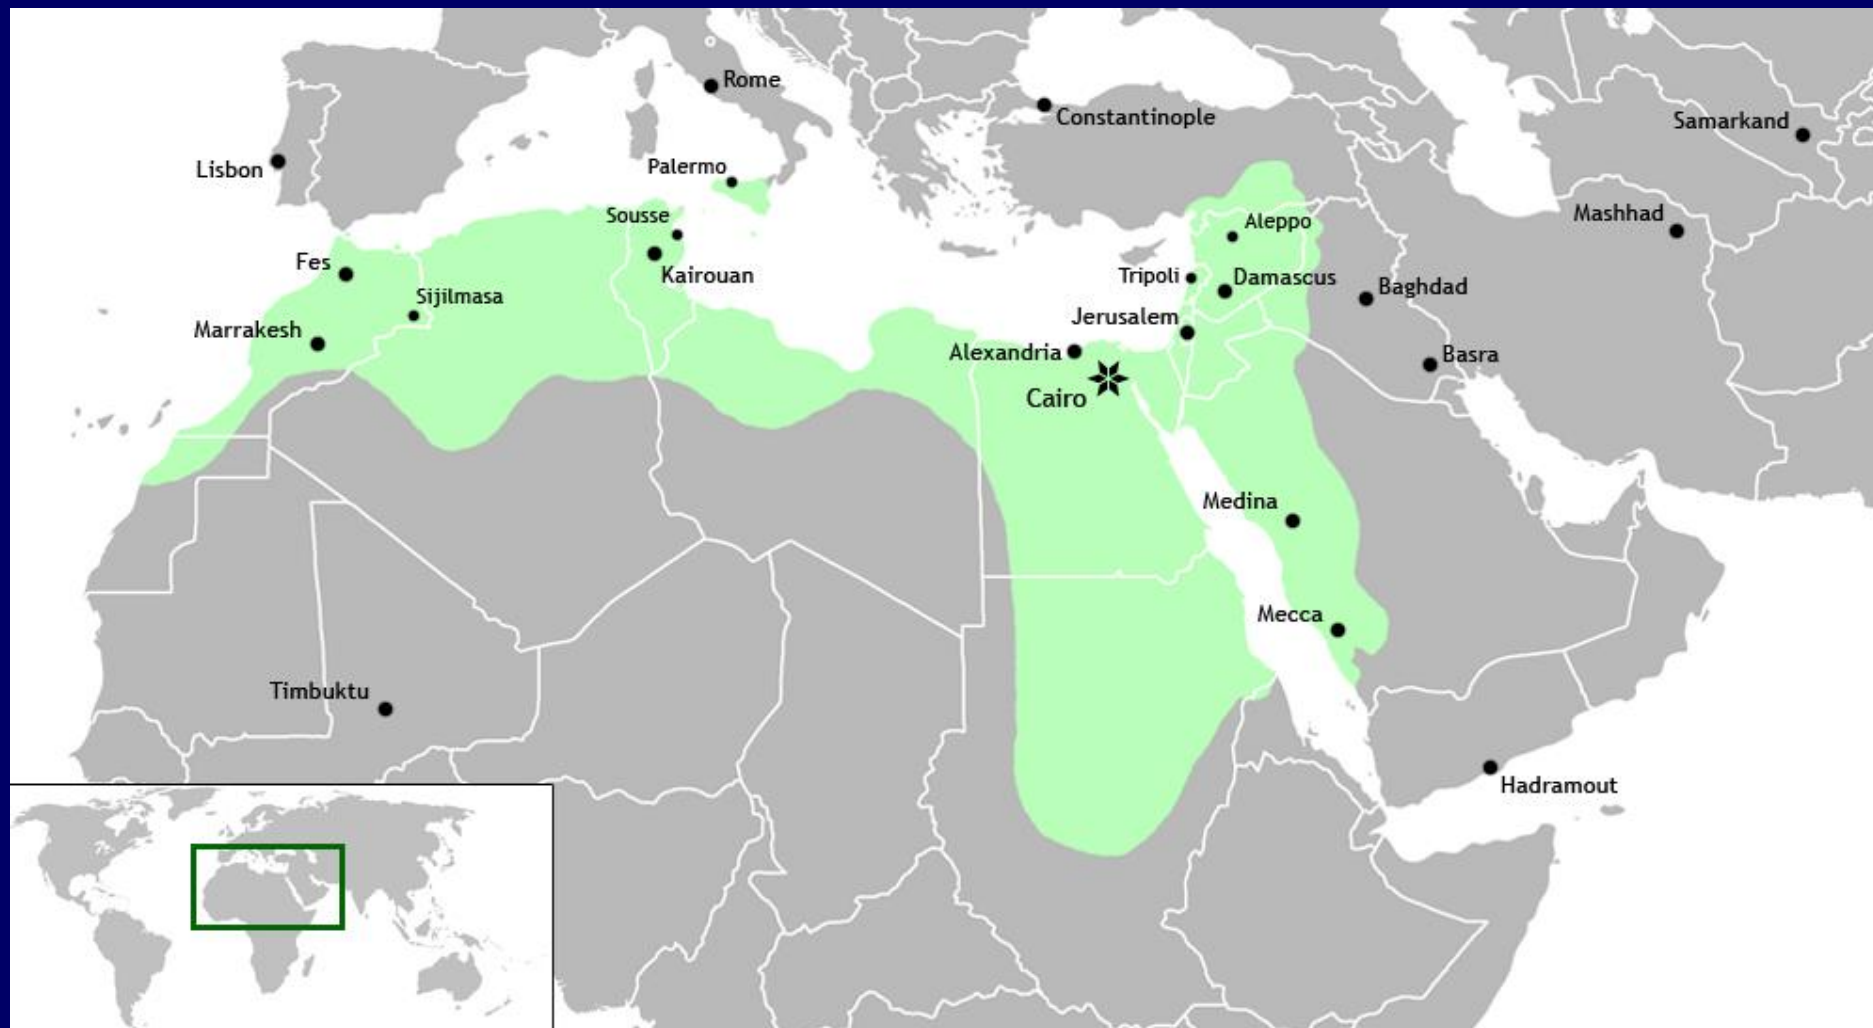 Rome
Constantinople
Samarkand
Lisbon
Palermo
Mashhad
Sousse
Aleppo
Fes
Kairouan
Tripoli
Damascus
Baghdad
Sijilmasa
Marrakesh
Jerusalem
Alexandria
Basra
Cairo
Medina
Mecca
Timbuktu
Hadramout